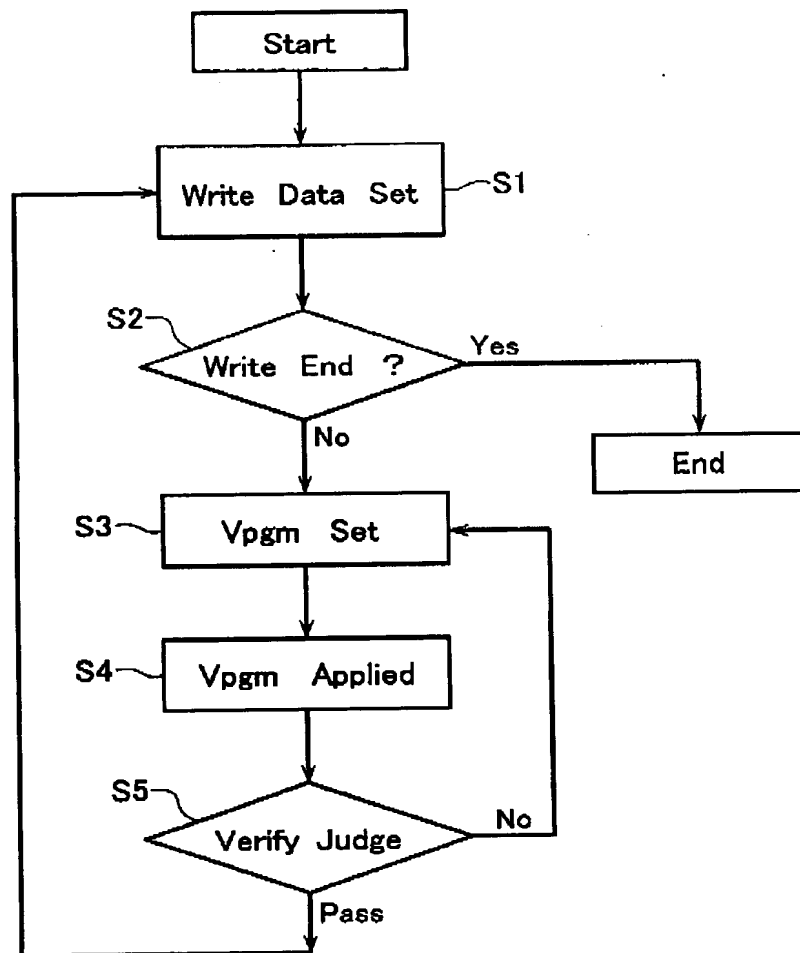 Start
Write Data Set
S1
S2
Write End ?
Yes
No
End
S3
Vpgm Set
S4
Vpgm Applied
S5
Verify Judge
No
Pass